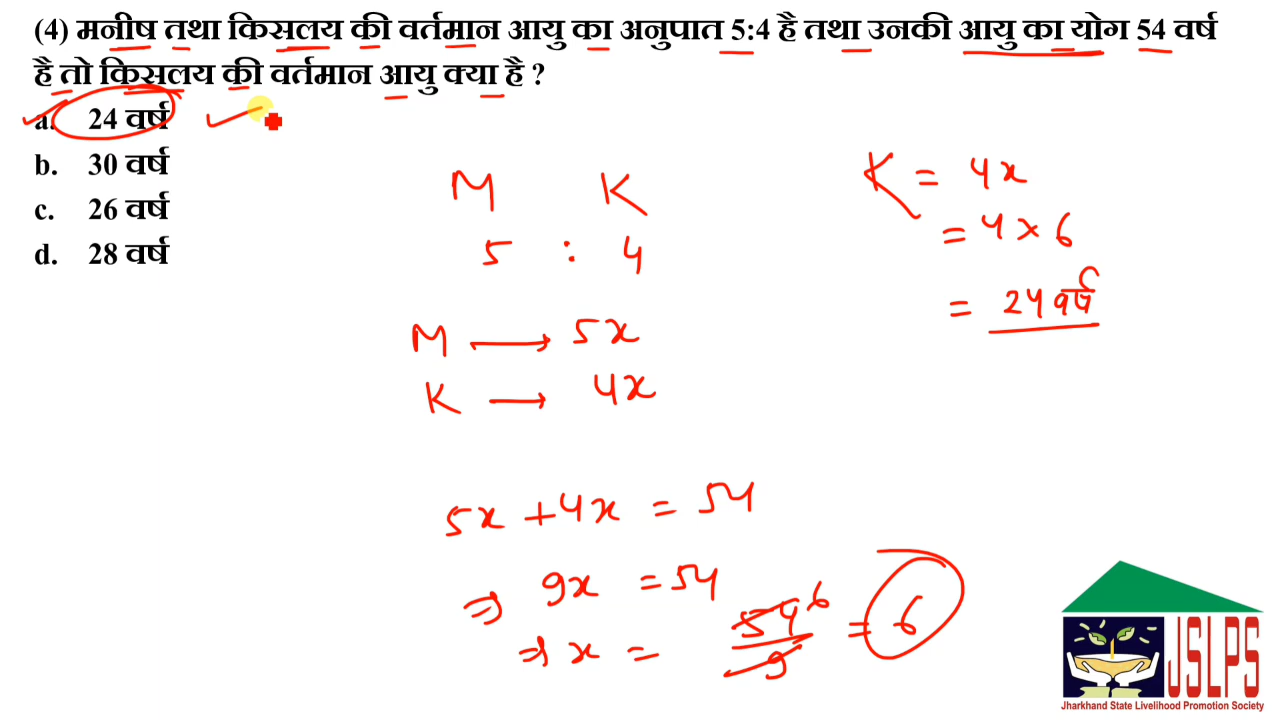 (4) मनीष तथा किसलय की वर्तमान आयु का अनुपात 5:4 है तथा उनकी आयु का योग 54 वर्ष
है तो किसलय की वर्तमान आयु क्या है ?
a. 24 वर्ष
b. 30 वर्ष
c. 26 वर्ष
d. 28 वर्ष
M K
5 : 4
M → 5x
K → 4x
5x + 4x = 54
⇒ 9x = 54
⇒ x = 54/9 6 = 6
K = 4x
= 4 × 6
= 24 वर्ष
JSLPS
Jharkhand State Livelihood Promotion Society